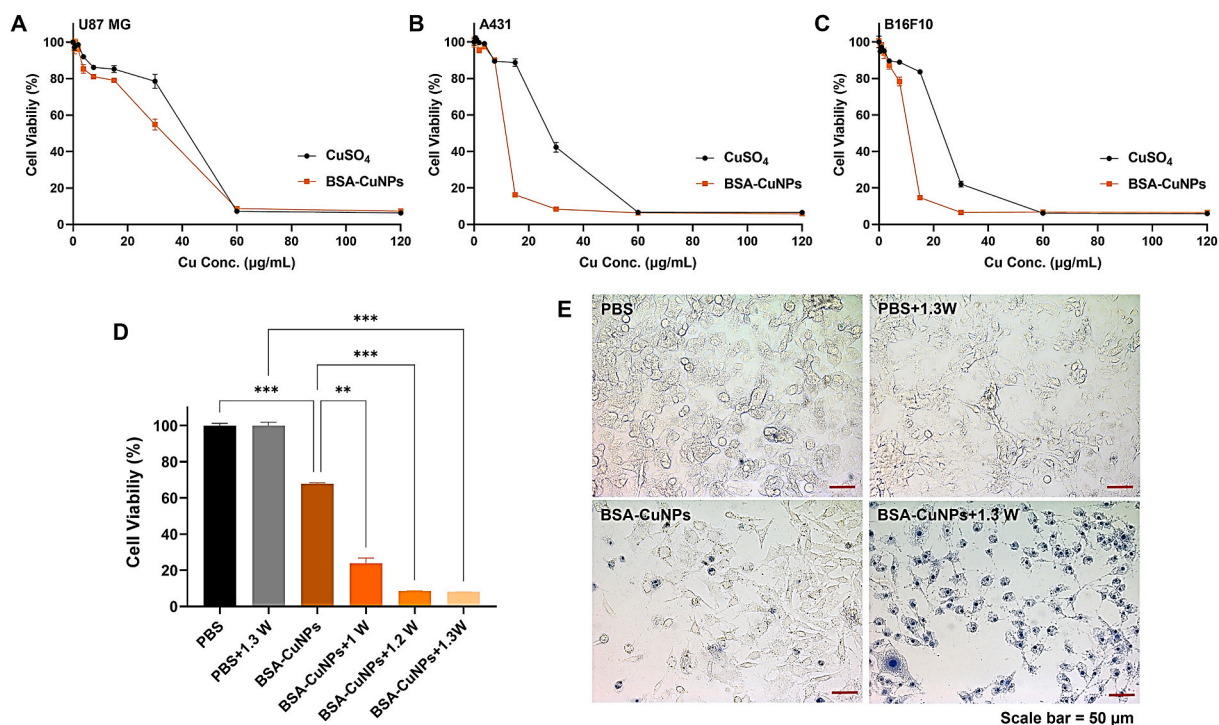 A
U87 MG
Cell Viabiliy (%)
100
80
60
40
20
0
0
20
40
60
80
100
120
Cu Conc. (µg/mL)
CuSO₄
BSA-CuNPs
B
A431
Cell Viabiliy (%)
100
80
60
40
20
0
0
20
40
60
80
100
120
Cu Conc. (µg/mL)
CuSO₄
BSA-CuNPs
C
B16F10
Cell Viabiliy (%)
100
80
60
40
20
0
0
20
40
60
80
100
120
Cu Conc. (µg/mL)
CuSO₄
BSA-CuNPs
D
***
***
***
**
Cell Viabiliy (%)
100
80
60
40
20
0
PBS
PBS+1.3 W
BSA-CuNPs
BSA-CuNPs+1 W
BSA-CuNPs+1.2 W
BSA-CuNPs+1.3W
E
PBS
PBS+1.3W
BSA-CuNPs
BSA-CuNPs+1.3 W
Scale bar = 50 µm